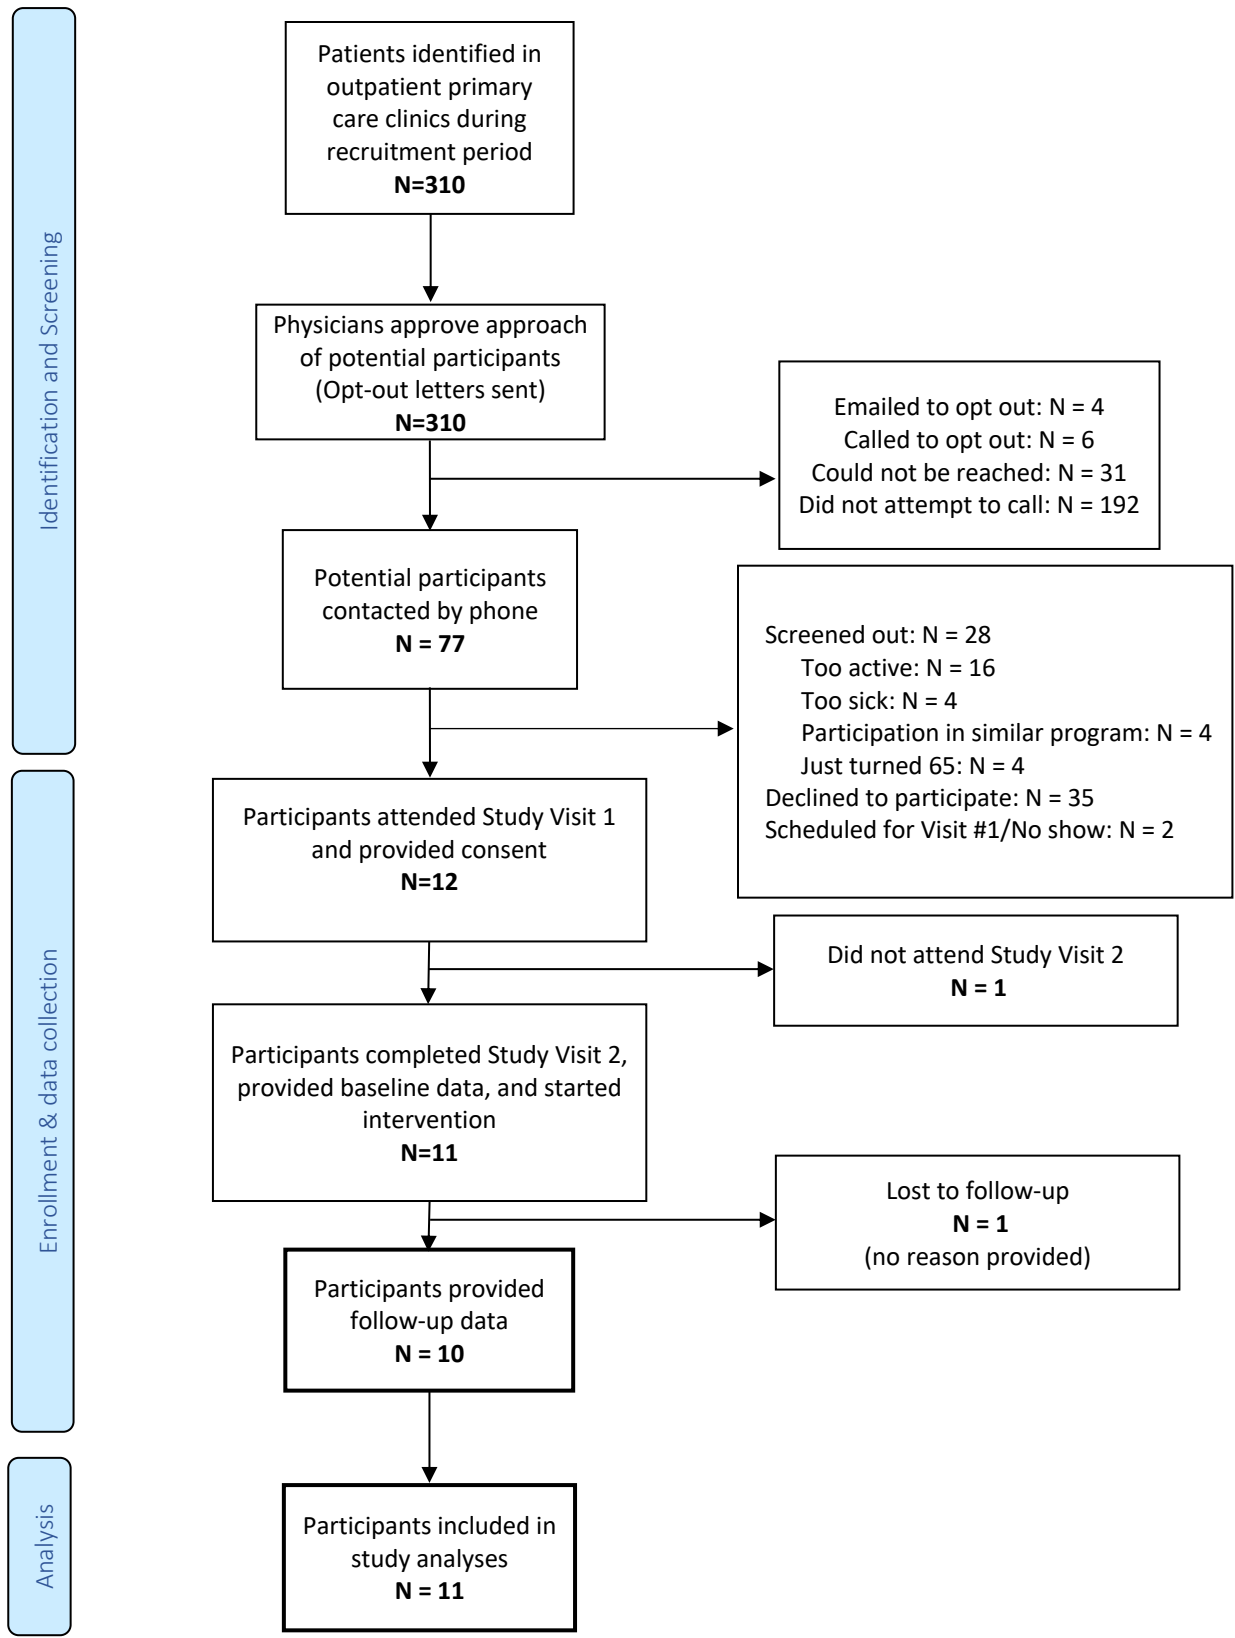 Identification and Screening
Patients identified in
outpatient primary
care clinics during
recruitment period
N=310
Physicians approve approach
of potential participants
(Opt-out letters sent)
N=310
Emailed to opt out: N = 4
Called to opt out: N = 6
Could not be reached: N = 31
Did not attempt to call: N = 192
Potential participants
contacted by phone
N = 77
Screened out: N = 28
Too active: N = 16
Too sick: N = 4
Participation in similar program: N = 4
Just turned 65: N = 4
Declined to participate: N = 35
Scheduled for Visit #1/No show: N = 2
Enrollment & data collection
Participants attended Study Visit 1
and provided consent
N=12
Did not attend Study Visit 2
N = 1
Participants completed Study Visit 2,
provided baseline data, and started
intervention
N=11
Lost to follow-up
N = 1
(no reason provided)
Participants provided
follow-up data
N = 10
Analysis
Participants included in
study analyses
N = 11